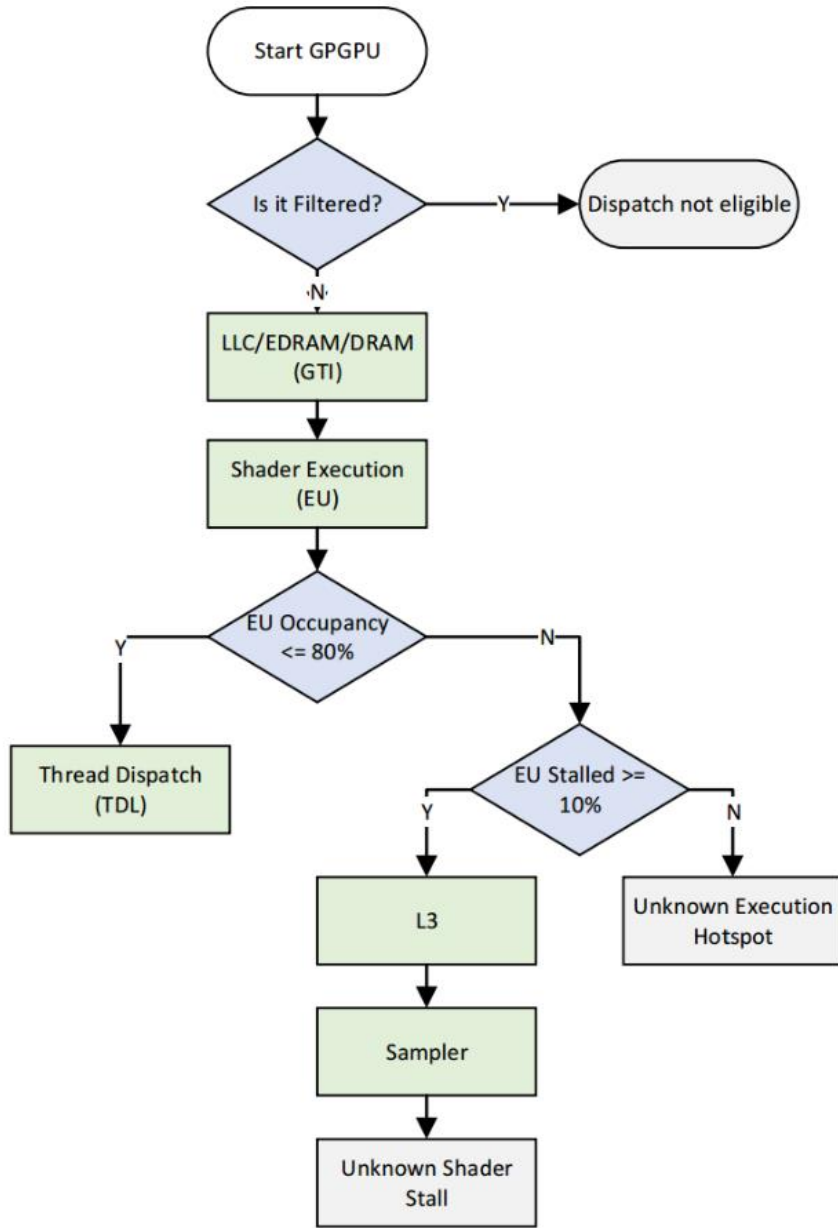 Start GPGPU
Is it Filtered?
Y
Dispatch not eligible
N
LLC/EDRAM/DRAM
(GTI)
Shader Execution
(EU)
EU Occupancy
<= 80%
Y
N
Thread Dispatch
(TDL)
EU Stalled >=
10%
Y
N
L3
Unknown Execution
Hotspot
Sampler
Unknown Shader
Stall